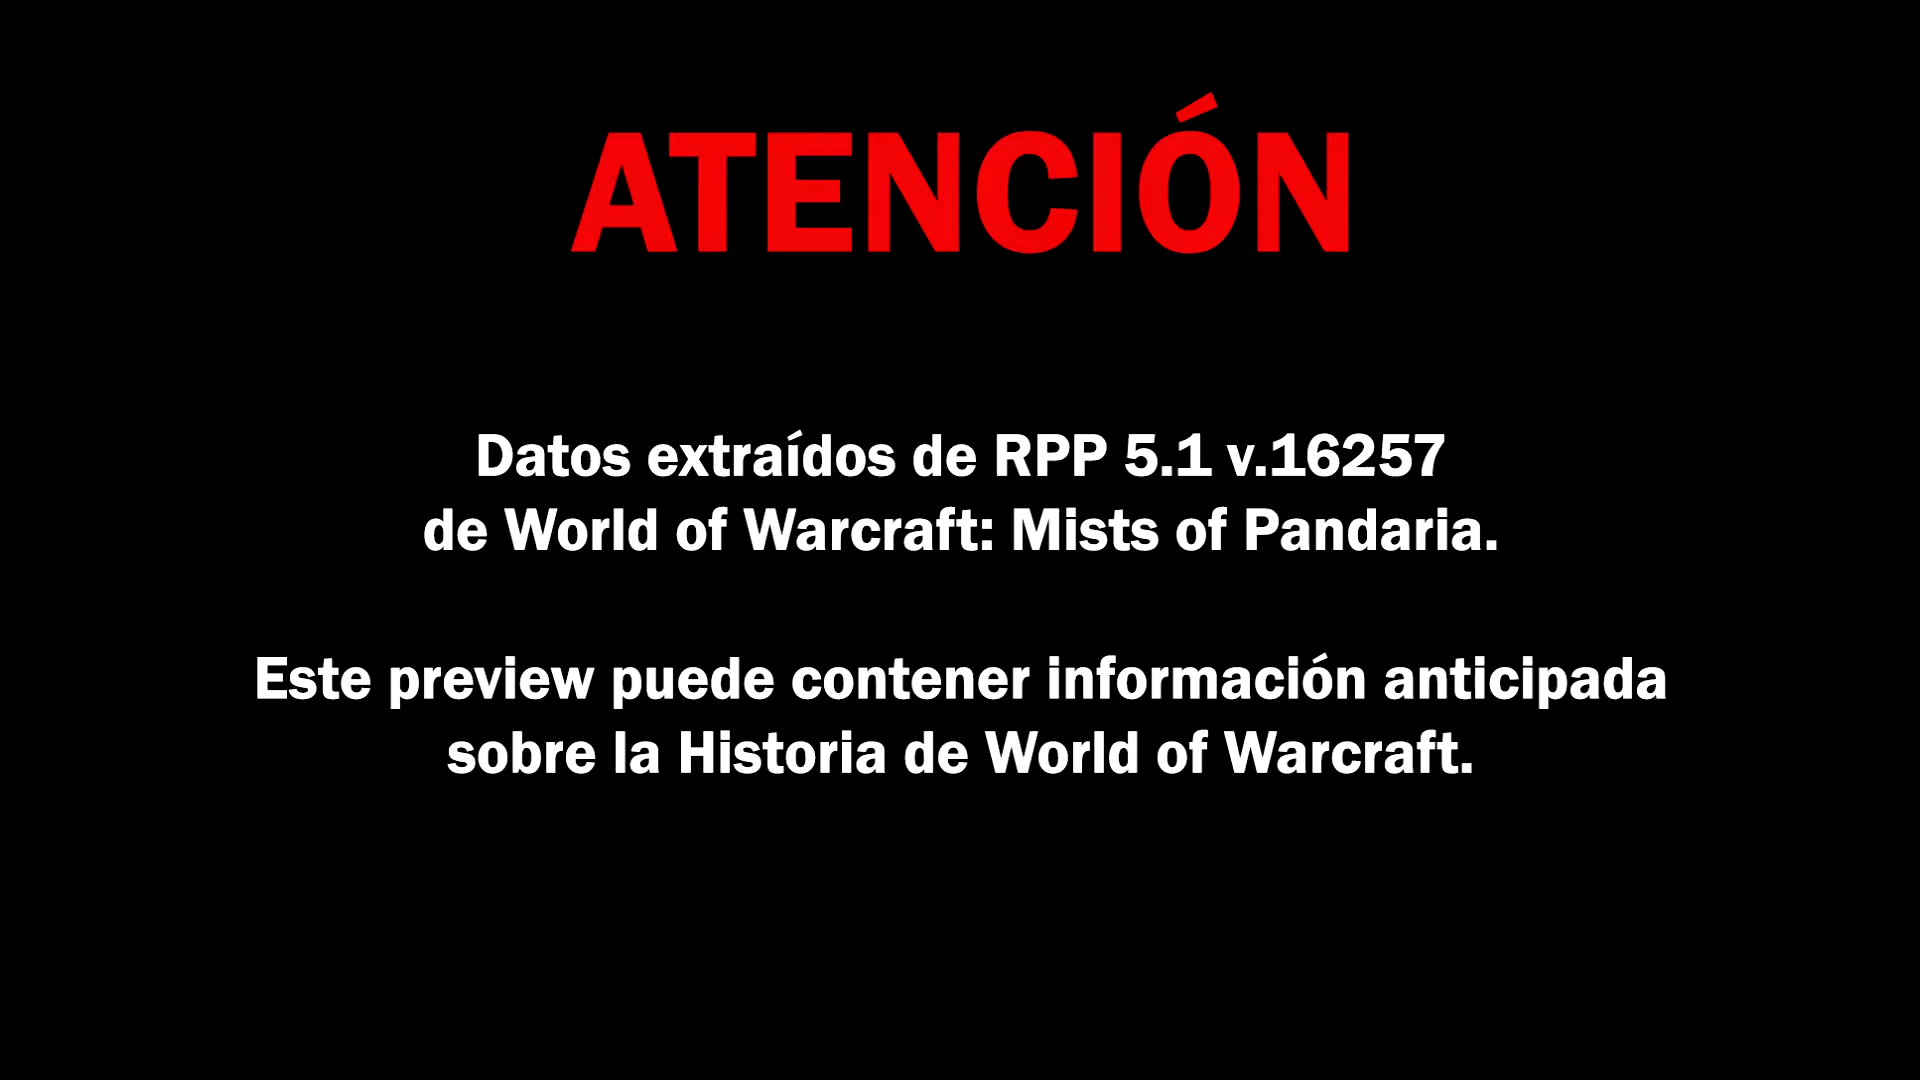 ATENCIÓN
Datos extraídos de RPP 5.1 v.16257
de World of Warcraft: Mists of Pandaria.
Este preview puede contener información anticipada
sobre la Historia de World of Warcraft.